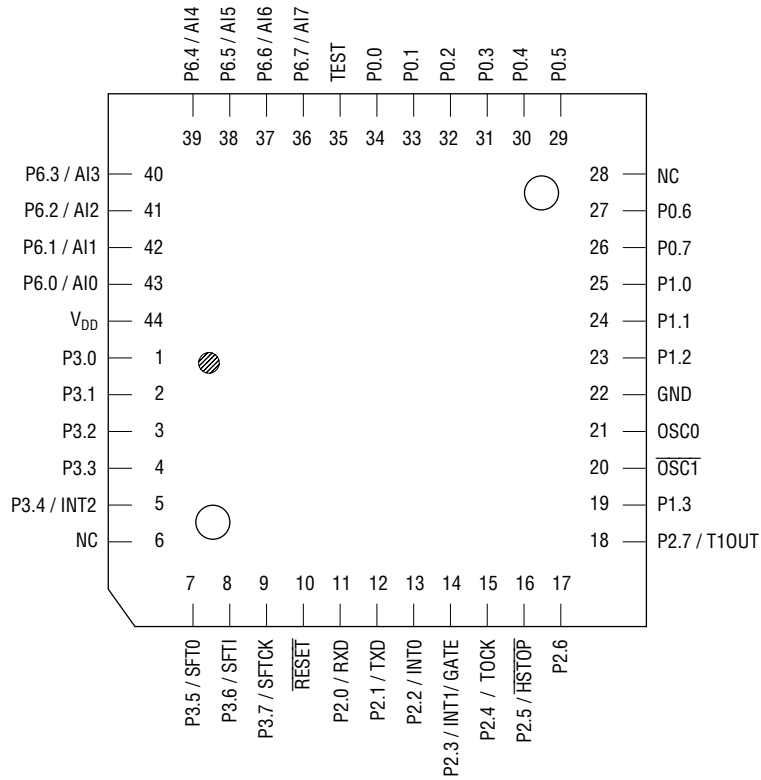 P6.4 / AI4
P6.5 / AI5
P6.6 / AI6
P6.7 / AI7
TEST
P0.0
P0.1
P0.2
P0.3
P0.4
P0.5
39
38
37
36
35
34
33
32
31
30
29
P6.3 / AI3 40
P6.2 / AI2 41
P6.1 / AI1 42
P6.0 / AI0 43
VDD 44
P3.0 1
P3.1 2
P3.2 3
P3.3 4
P3.4 / INT2 5
NC 6
28 NC
27 P0.6
26 P0.7
25 P1.0
24 P1.1
23 P1.2
22 GND
21 OSC0
20 OSC1
19 P1.3
18 P2.7 / T1OUT
7
8
9
10
11
12
13
14
15
16
17
P3.5 / SFT0
P3.6 / SFTI
P3.7 / SFTCK
RESET
P2.0 / RXD
P2.1 / TXD
P2.2 / INT0
P2.3 / INT1/ GATE
P2.4 / TOCK
P2.5 / HSTOP
P2.6